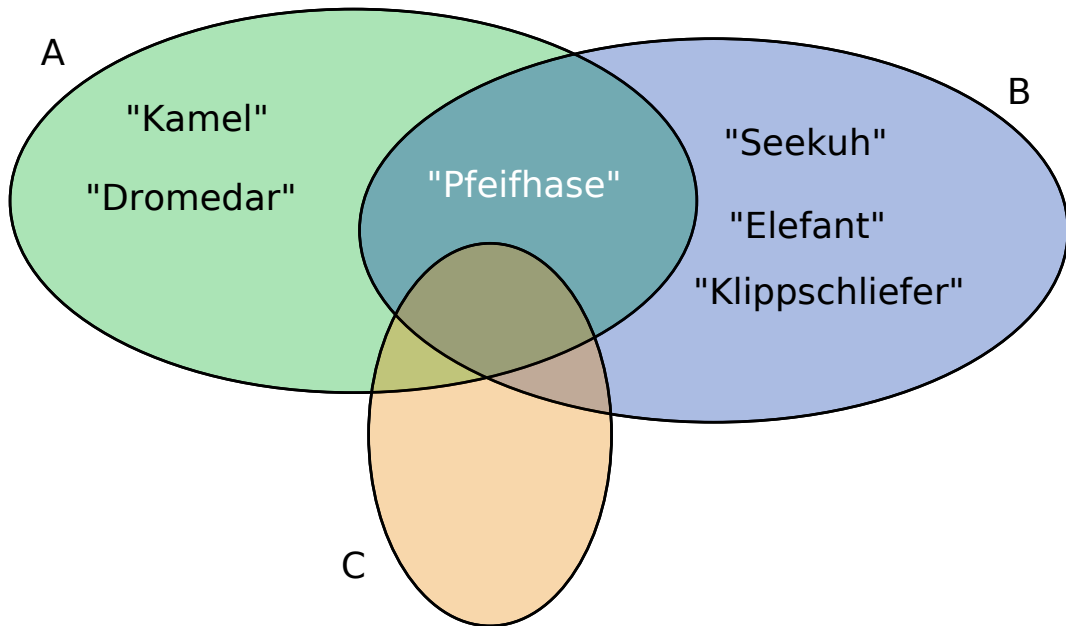 A
"Kamel"
"Dromedar"
"Pfeifhase"
B
"Seekuh"
"Elefant"
"Klippschliefer"
C